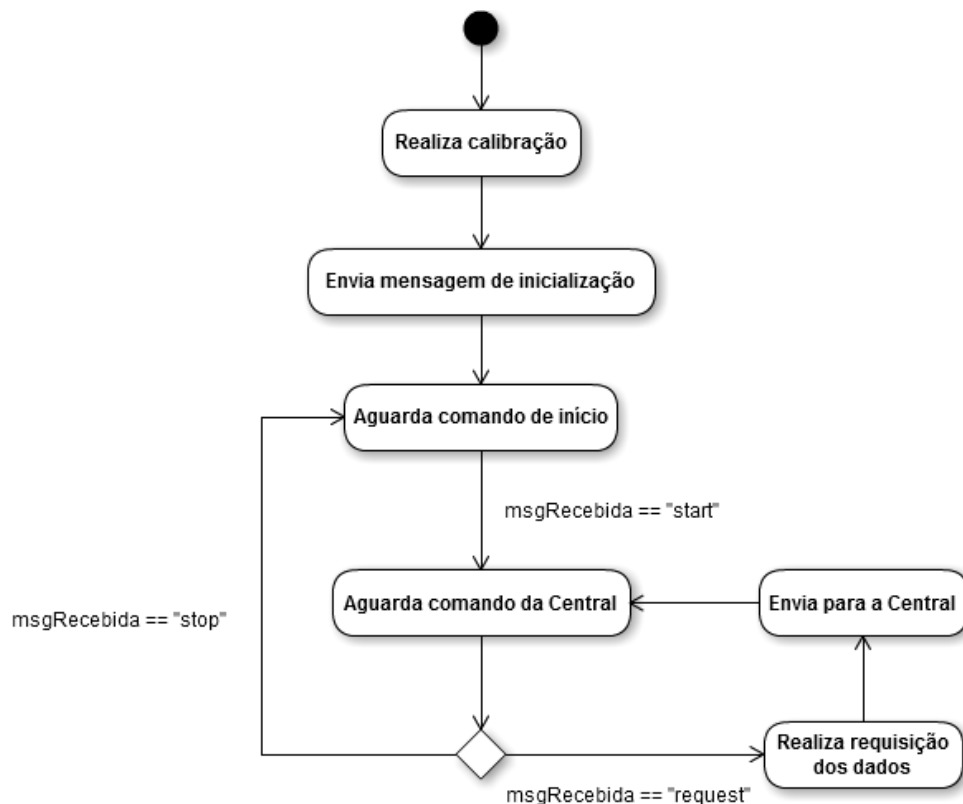 Realiza calibração
Envia mensagem de inicialização
Aguarda comando de início
msgRecebida == "start"
Aguarda comando da Central
Envia para a Central
msgRecebida == "stop"
Realiza requisição
dos dados
msgRecebida == "request"